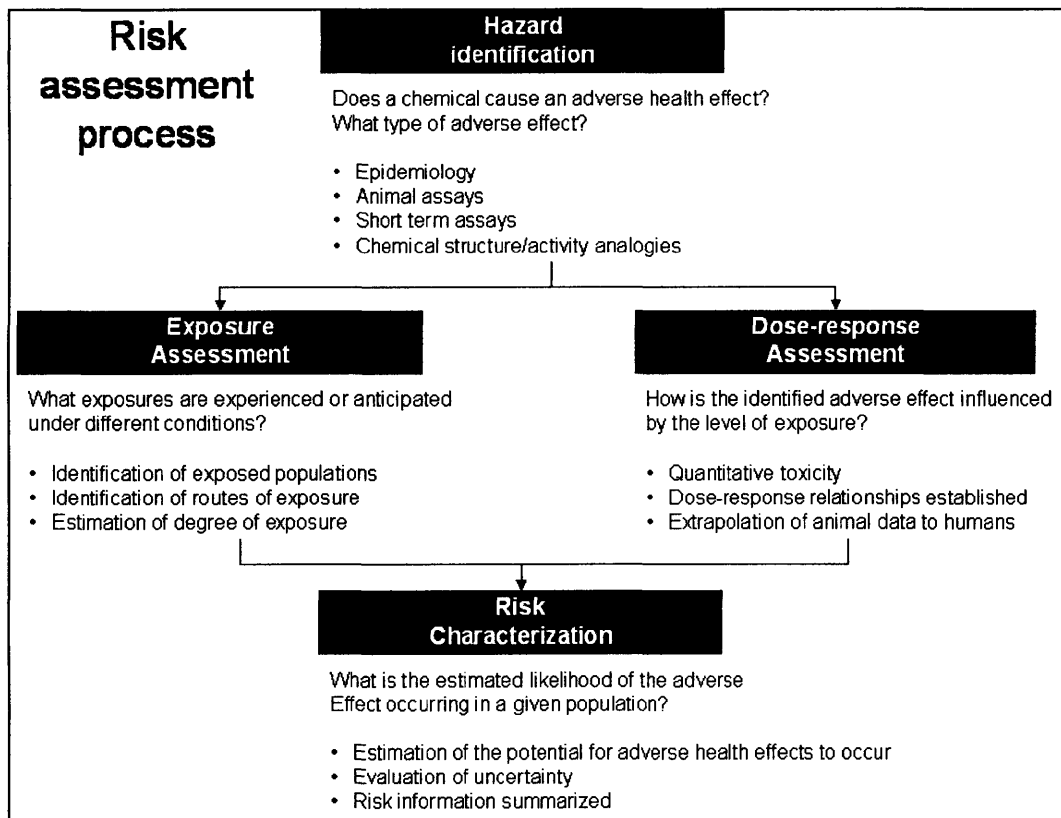 Risk
assessment
process
Hazard
identification
Does a chemical cause an adverse health effect?
What type of adverse effect?
• Epidemiology
• Animal assays
• Short term assays
• Chemical structure/activity analogies
Exposure
Assessment
What exposures are experienced or anticipated
under different conditions?
• Identification of exposed populations
• Identification of routes of exposure
• Estimation of degree of exposure
Dose-response
Assessment
How is the identified adverse effect influenced
by the level of exposure?
• Quantitative toxicity
• Dose-response relationships established
• Extrapolation of animal data to humans
Risk
Characterization
What is the estimated likelihood of the adverse
Effect occurring in a given population?
• Estimation of the potential for adverse health effects to occur
• Evaluation of uncertainty
• Risk information summarized